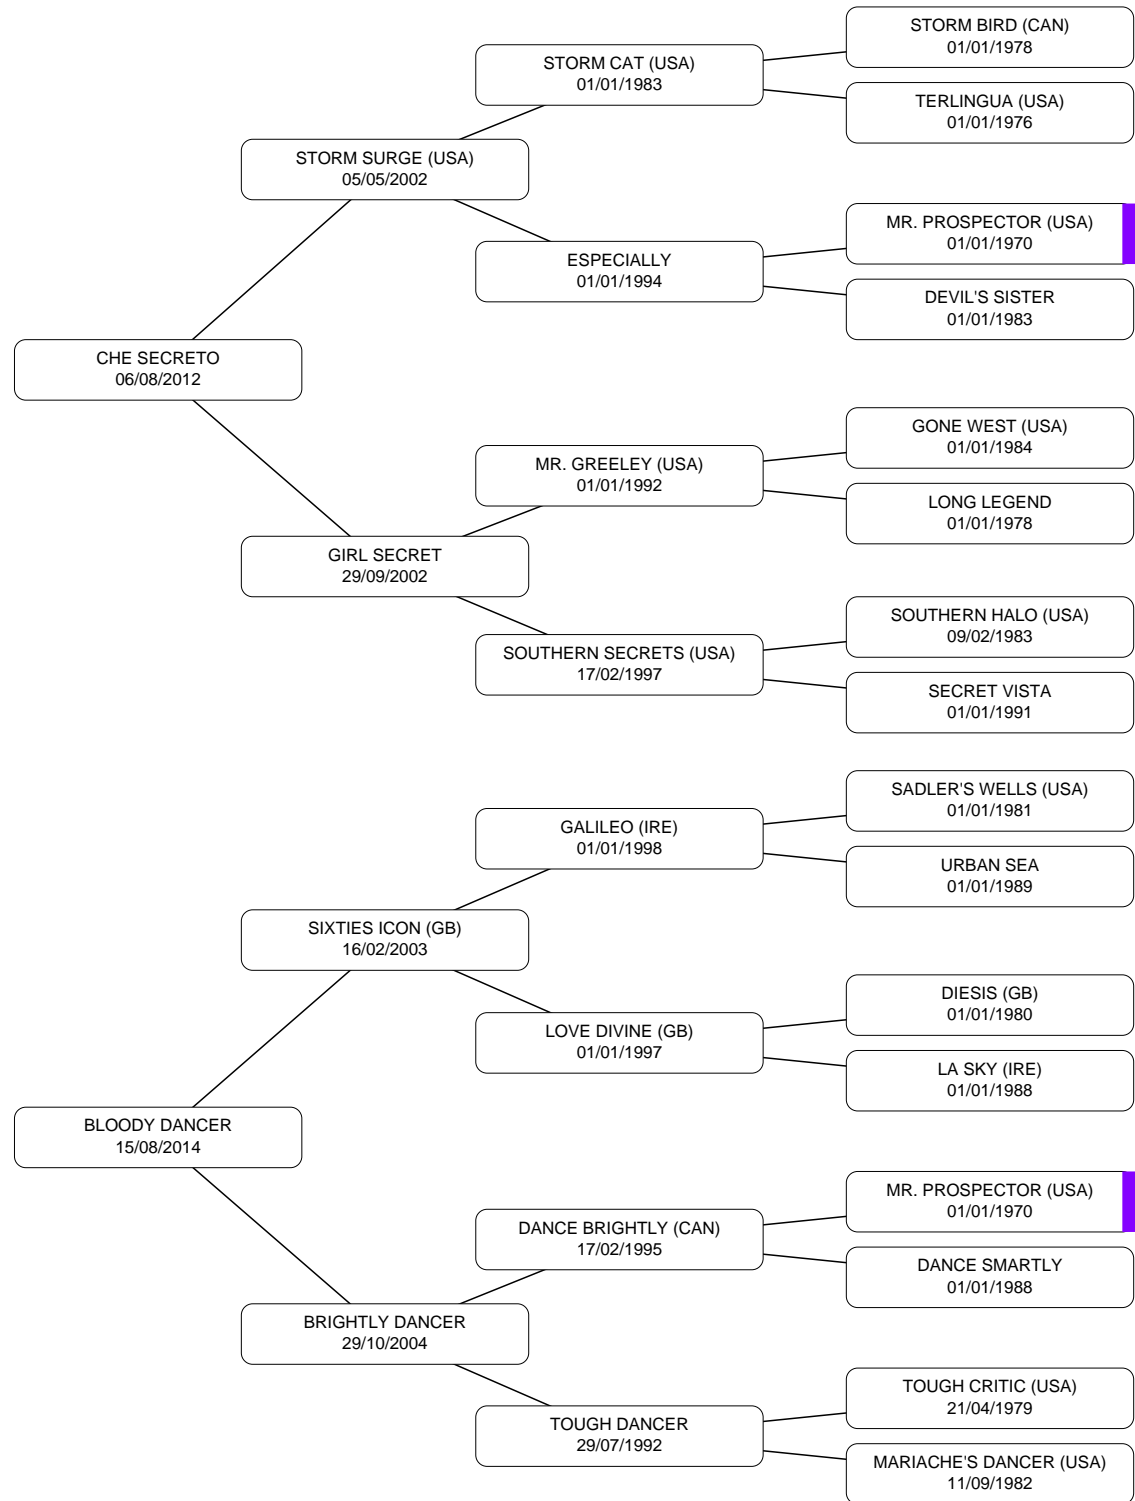 STORM BIRD (CAN)
01/01/1978
STORM CAT (USA)
01/01/1983
TERLINGUA (USA)
01/01/1976
STORM SURGE (USA)
05/05/2002
MR. PROSPECTOR (USA)
01/01/1970
ESPECIALLY
01/01/1994
DEVIL'S SISTER
01/01/1983
CHE SECRETO
06/08/2012
GONE WEST (USA)
01/01/1984
MR. GREELEY (USA)
01/01/1992
LONG LEGEND
01/01/1978
GIRL SECRET
29/09/2002
SOUTHERN HALO (USA)
09/02/1983
SOUTHERN SECRETS (USA)
17/02/1997
SECRET VISTA
01/01/1991
SADLER'S WELLS (USA)
01/01/1981
GALILEO (IRE)
01/01/1998
URBAN SEA
01/01/1989
SIXTIES ICON (GB)
16/02/2003
DIESIS (GB)
01/01/1980
LOVE DIVINE (GB)
01/01/1997
LA SKY (IRE)
01/01/1988
BLOODY DANCER
15/08/2014
MR. PROSPECTOR (USA)
01/01/1970
DANCE BRIGHTLY (CAN)
17/02/1995
DANCE SMARTLY
01/01/1988
BRIGHTLY DANCER
29/10/2004
TOUGH CRITIC (USA)
21/04/1979
TOUGH DANCER
29/07/1992
MARIACHE'S DANCER (USA)
11/09/1982